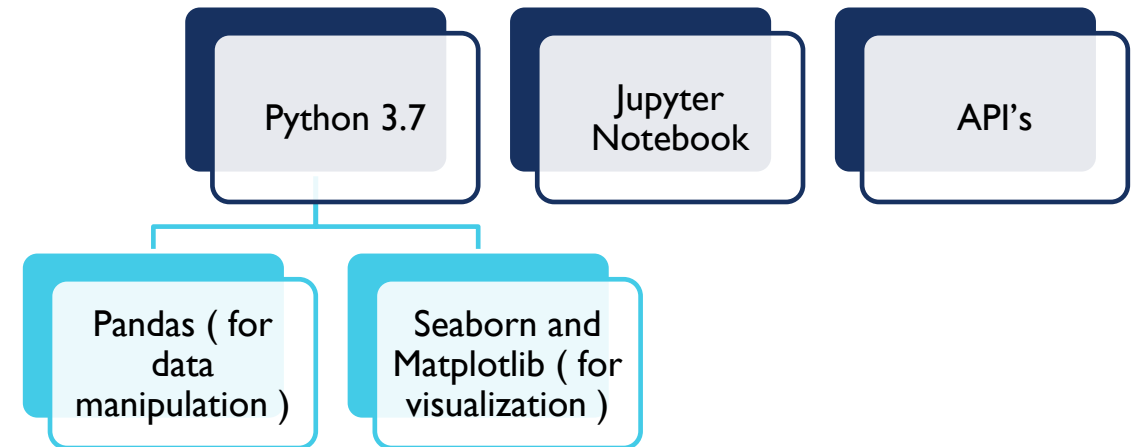 Python 3.7
Jupyter
Notebook
API’s
Pandas ( for
data
manipulation )
Seaborn and
Matplotlib ( for
visualization )